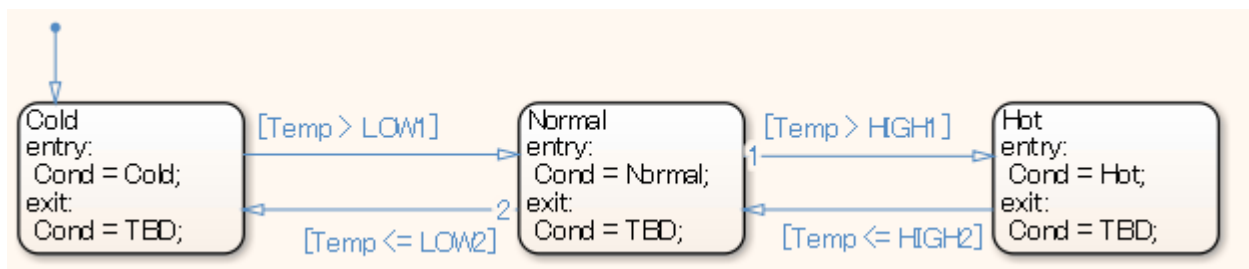 Cold
entry:
Cond = Cold;
exit:
Cond = TBD;
[Temp > LOW1]
[Temp <= LOW2]
2
Normal
entry:
Cond = Normal;
exit:
Cond = TBD;
1
[Temp > HIGH1]
[Temp <= HIGH2]
Hot
entry:
Cond = Hot;
exit:
Cond = TBD;